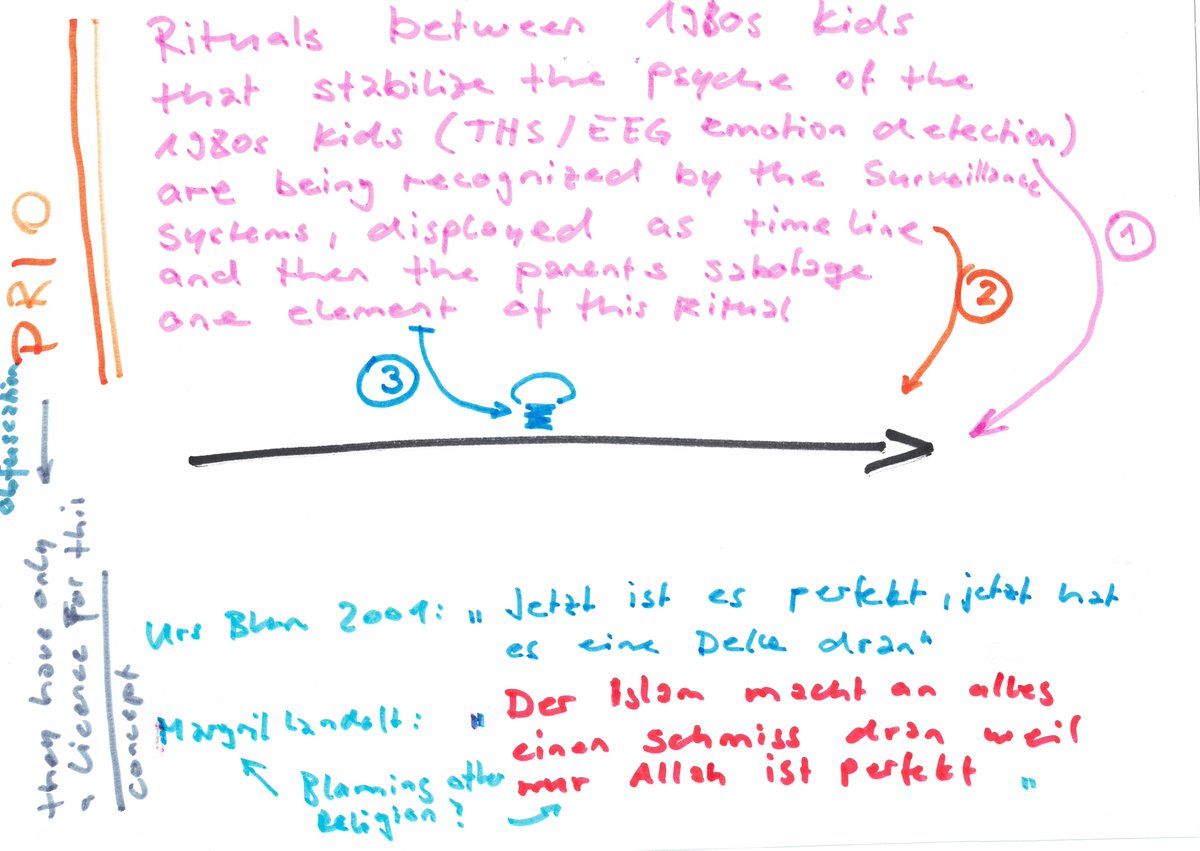 Rituals between 1980s kids
that stabilize the psyche of the
1980s kids (THS/EEG emotion detection)
are being recognized by the Surveillance
systems, displayed as time line
and then the parents sabotage
one element of this Ritual
1
2
3
PRIO
obfuscation
they have only
a licence for this
concept
Urs Blum 2001: "Jetzt ist es perfekt, jetzt hat
es eine Delle dran"
Margrit Landolt: "Der Islam macht an alles
einen Schmiss dran weil
nur Allah ist perfekt"
Blaming other
Religion?